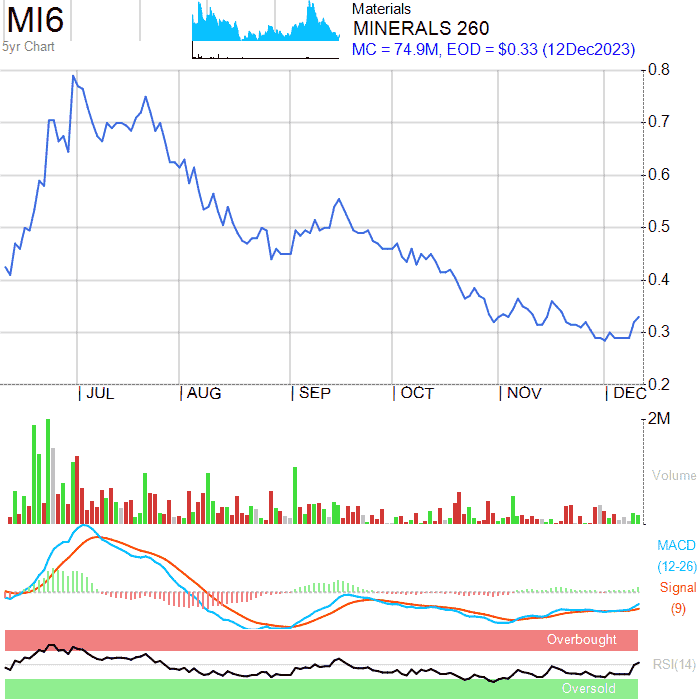 MI6
5yr Chart
Materials
MINERALS 260
MC = 74.9M, EOD = $0.33 (12Dec2023)
0.8
0.7
0.6
0.5
0.4
0.3
0.2
JUL AUG SEP OCT NOV DEC
2M
Volume
MACD
(12-26)
Signal
(9)
Overbought
RSI(14)
Oversold